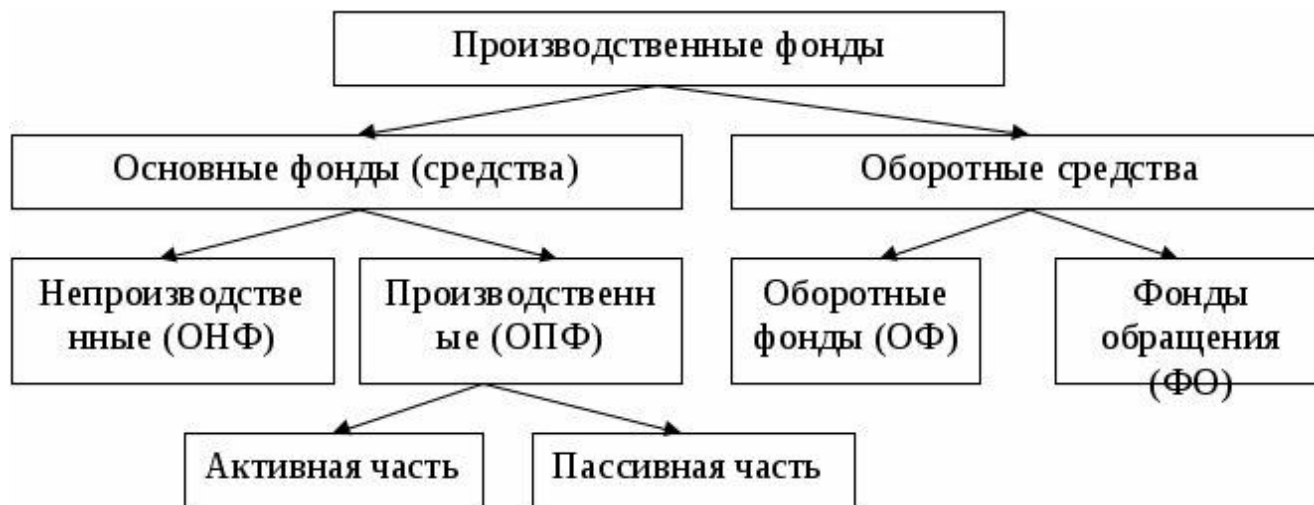 Производственные фонды
Основные фонды (средства)
Оборотные средства
Непроизводстве
нные (ОНФ)
Производственн
ые (ОПФ)
Оборотные
фонды (ОФ)
Фонды
обращения
(ФО)
Активная часть
Пассивная часть